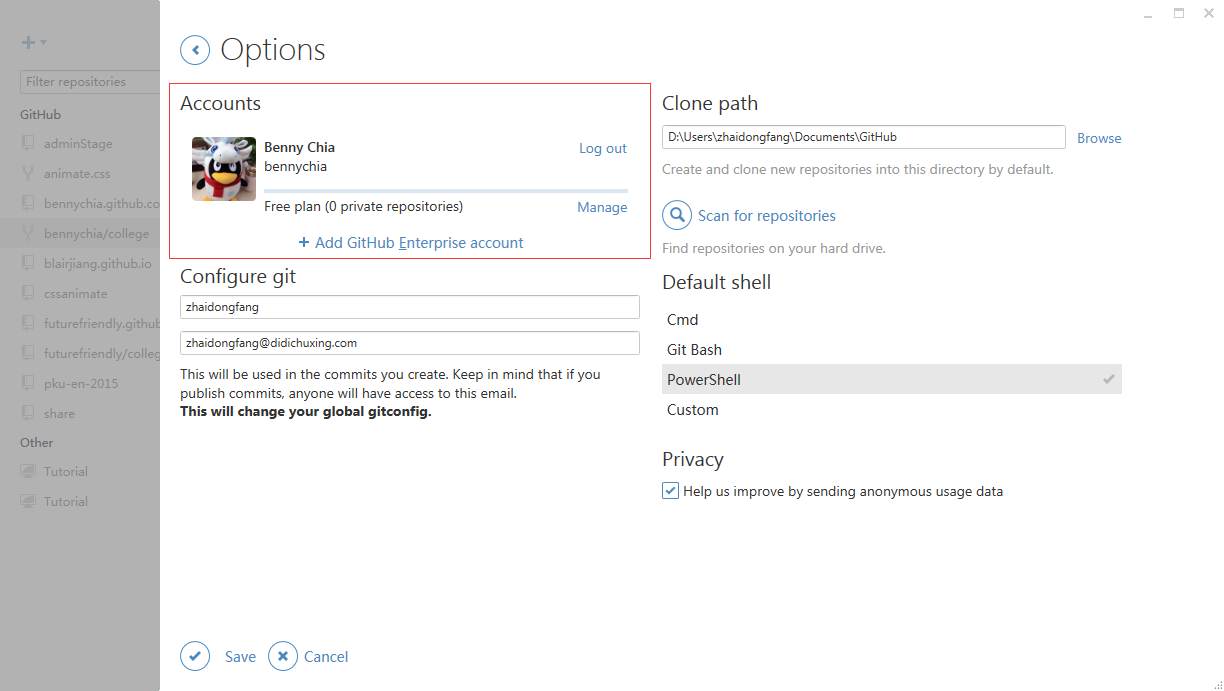 Options
Filter repositories
GitHub
adminStage
animate.css
bennychia.github.co
bennychia/college
blairjiang.github.io
cssanimate
futurefriendly.github
futurefriendly/colleg
pku-en-2015
share
Other
Tutorial
Tutorial
Accounts
Benny Chia
bennychia
Log out
Free plan (0 private repositories)
Manage
+ Add GitHub Enterprise account
Configure git
zhaidongfang
zhaidongfang@didichuxing.com
This will be used in the commits you create. Keep in mind that if you
publish commits, anyone will have access to this email.
This will change your global gitconfig.
Clone path
D:\Users\zhaidongfang\Documents\GitHub
Browse
Create and clone new repositories into this directory by default.
Scan for repositories
Find repositories on your hard drive.
Default shell
Cmd
Git Bash
PowerShell
Custom
Privacy
Help us improve by sending anonymous usage data
Save
Cancel